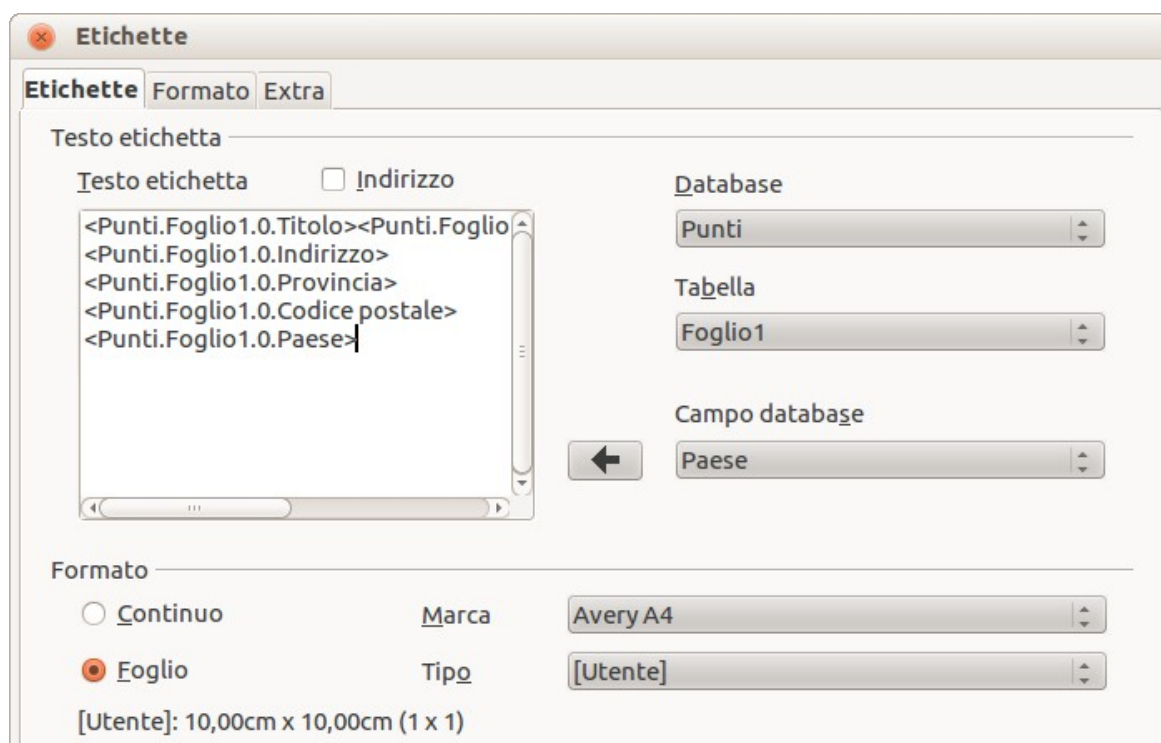 Etichette
Etichette Formato Extra
Testo etichetta
Testo etichetta Indirizzo
<Punti.Foglio1.0.Titolo><Punti.Foglio
<Punti.Foglio1.0.Indirizzo>
<Punti.Foglio1.0.Provincia>
<Punti.Foglio1.0.Codice postale>
<Punti.Foglio1.0.Paese>
Database
Punti
Tabella
Foglio1
Campo database
Paese
Formato
Continuo
Marca
Avery A4
Foglio
Tipo
[Utente]
[Utente]: 10,00cm x 10,00cm (1 x 1)